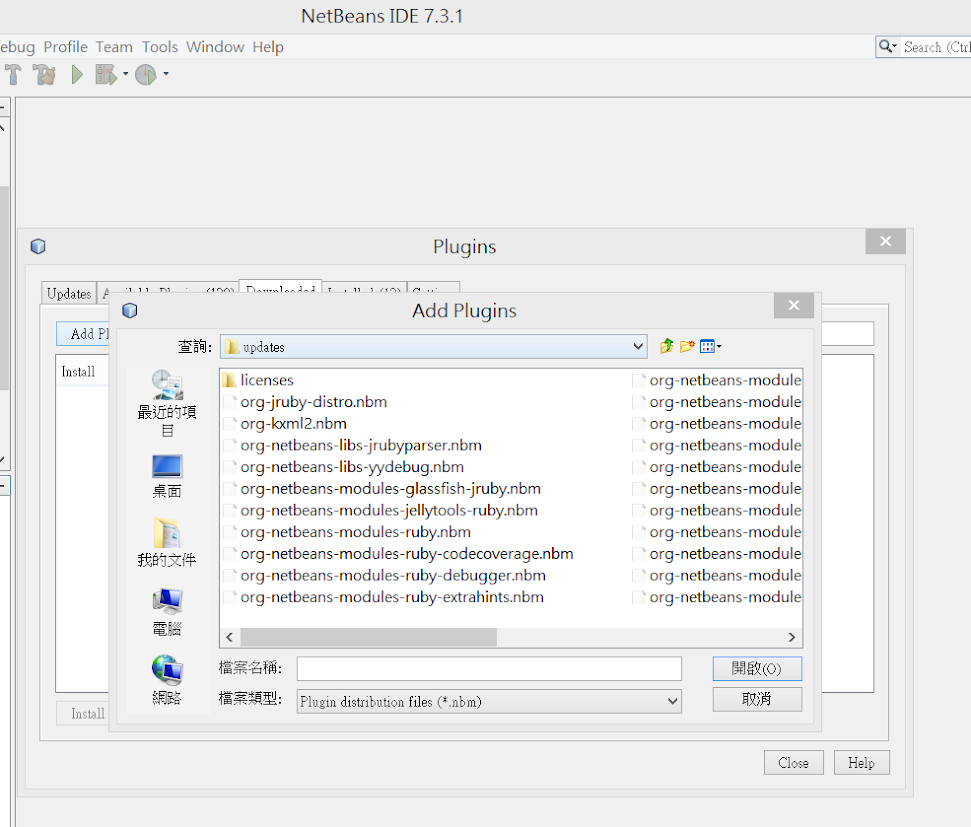 NetBeans IDE 7.3.1
ebug Profile Team Tools Window Help
Search (Ctrl
Plugins
Updates
Downloaded
Add Pl
Install
Add Plugins
查詢:
updates
最近的項目
桌面
我的文件
電腦
網路
licenses
org-jruby-distro.nbm
org-kxml2.nbm
org-netbeans-libs-jrubyparser.nbm
org-netbeans-libs-yydebug.nbm
org-netbeans-modules-glassfish-jruby.nbm
org-netbeans-modules-jellytools-ruby.nbm
org-netbeans-modules-ruby.nbm
org-netbeans-modules-ruby-codecoverage.nbm
org-netbeans-modules-ruby-debugger.nbm
org-netbeans-modules-ruby-extrahints.nbm
org-netbeans-module
org-netbeans-module
org-netbeans-module
org-netbeans-module
org-netbeans-module
org-netbeans-module
org-netbeans-module
org-netbeans-module
org-netbeans-module
org-netbeans-module
org-netbeans-module
檔案名稱:
開啟(O)
檔案類型:
Plugin distribution files (*.nbm)
取消
Install
Close
Help